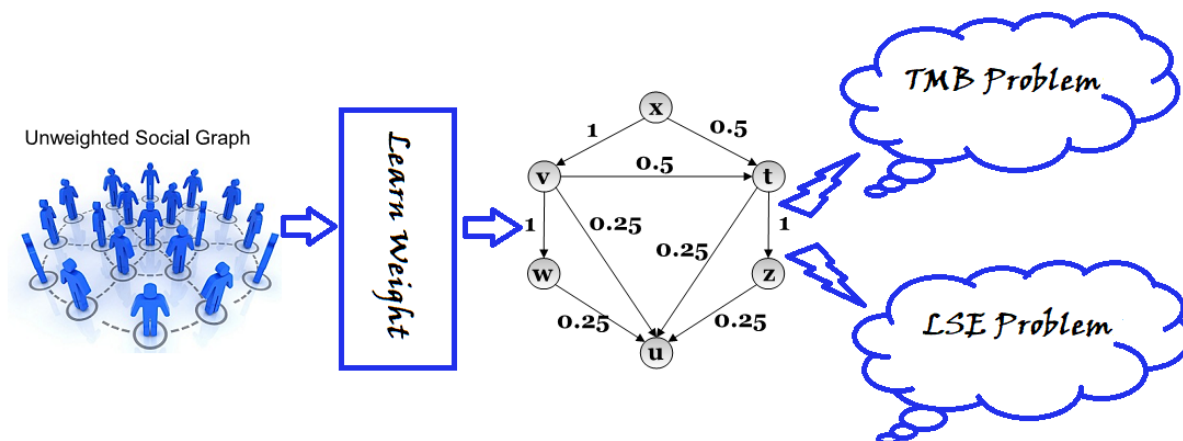 Unweighted Social Graph
Learn Weight
x
1
0.5
v
0.5
t
1
0.25
0.25
1
w
z
0.25
0.25
u
TMB Problem
LSE Problem